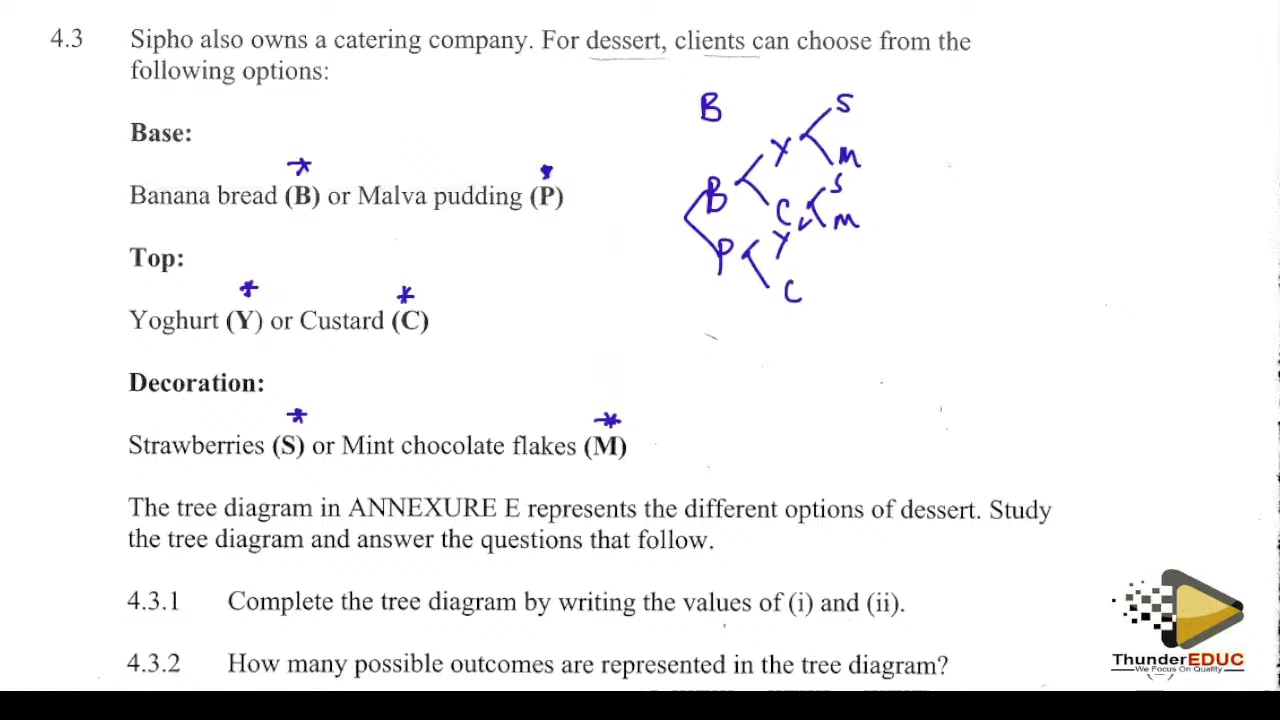 4.3 Sipho also owns a catering company. For dessert, clients can choose from the
following options:
Base:
Banana bread (B) or Malva pudding (P)
Top:
Yoghurt (Y) or Custard (C)
Decoration:
Strawberries (S) or Mint chocolate flakes (M)
The tree diagram in ANNEXURE E represents the different options of dessert. Study
the tree diagram and answer the questions that follow.
4.3.1 Complete the tree diagram by writing the values of (i) and (ii).
4.3.2 How many possible outcomes are represented in the tree diagram?
B
S
Y
M
B
S
C
M
Y
P
C
ThunderEDUC
We Focus On Quality